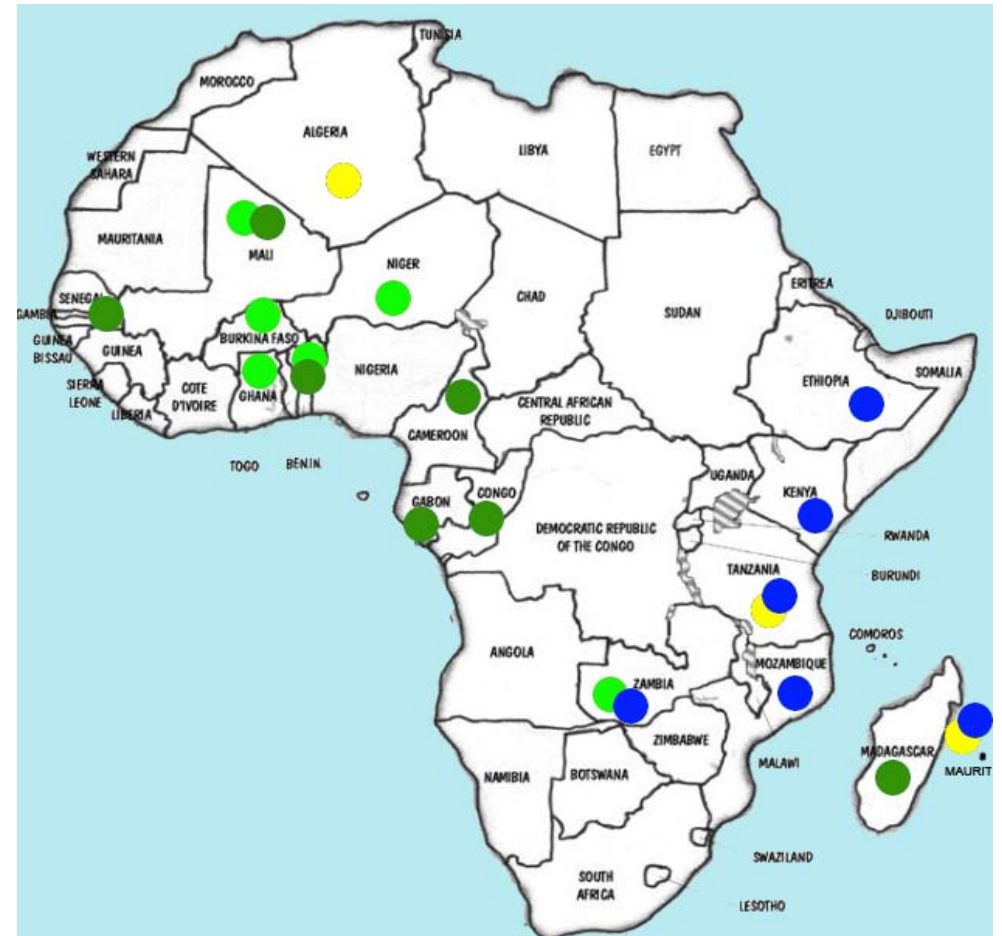 TUNISIA
MOROCCO
ALGERIA
LIBYA
EGYPT
WESTERN
SAHARA
MAURITANIA
MALI
NIGER
CHAD
SUDAN
ERITREA
DJIBOUTI
SENEGAL
GAMBIA
GUINEA
BISSAU
GUINEA
BURKINA FASO
SIERRA
LEONE
LIBERIA
COTE
D'IVOIRE
GHANA
NIGERIA
TOGO
BENIN
CENTRAL AFRICAN
REPUBLIC
CAMEROON
ETHIOPIA
SOMALIA
GABON
CONGO
DEMOCRATIC REPUBLIC
OF THE CONGO
UGANDA
KENYA
RWANDA
BURUNDI
TANZANIA
COMOROS
ANGOLA
ZAMBIA
MOZAMBIQUE
MALAWI
ZIMBABWE
MADAGASCAR
MAURIT
NAMIBIA
BOTSWANA
SWAZILAND
SOUTH
AFRICA
LESOTHO